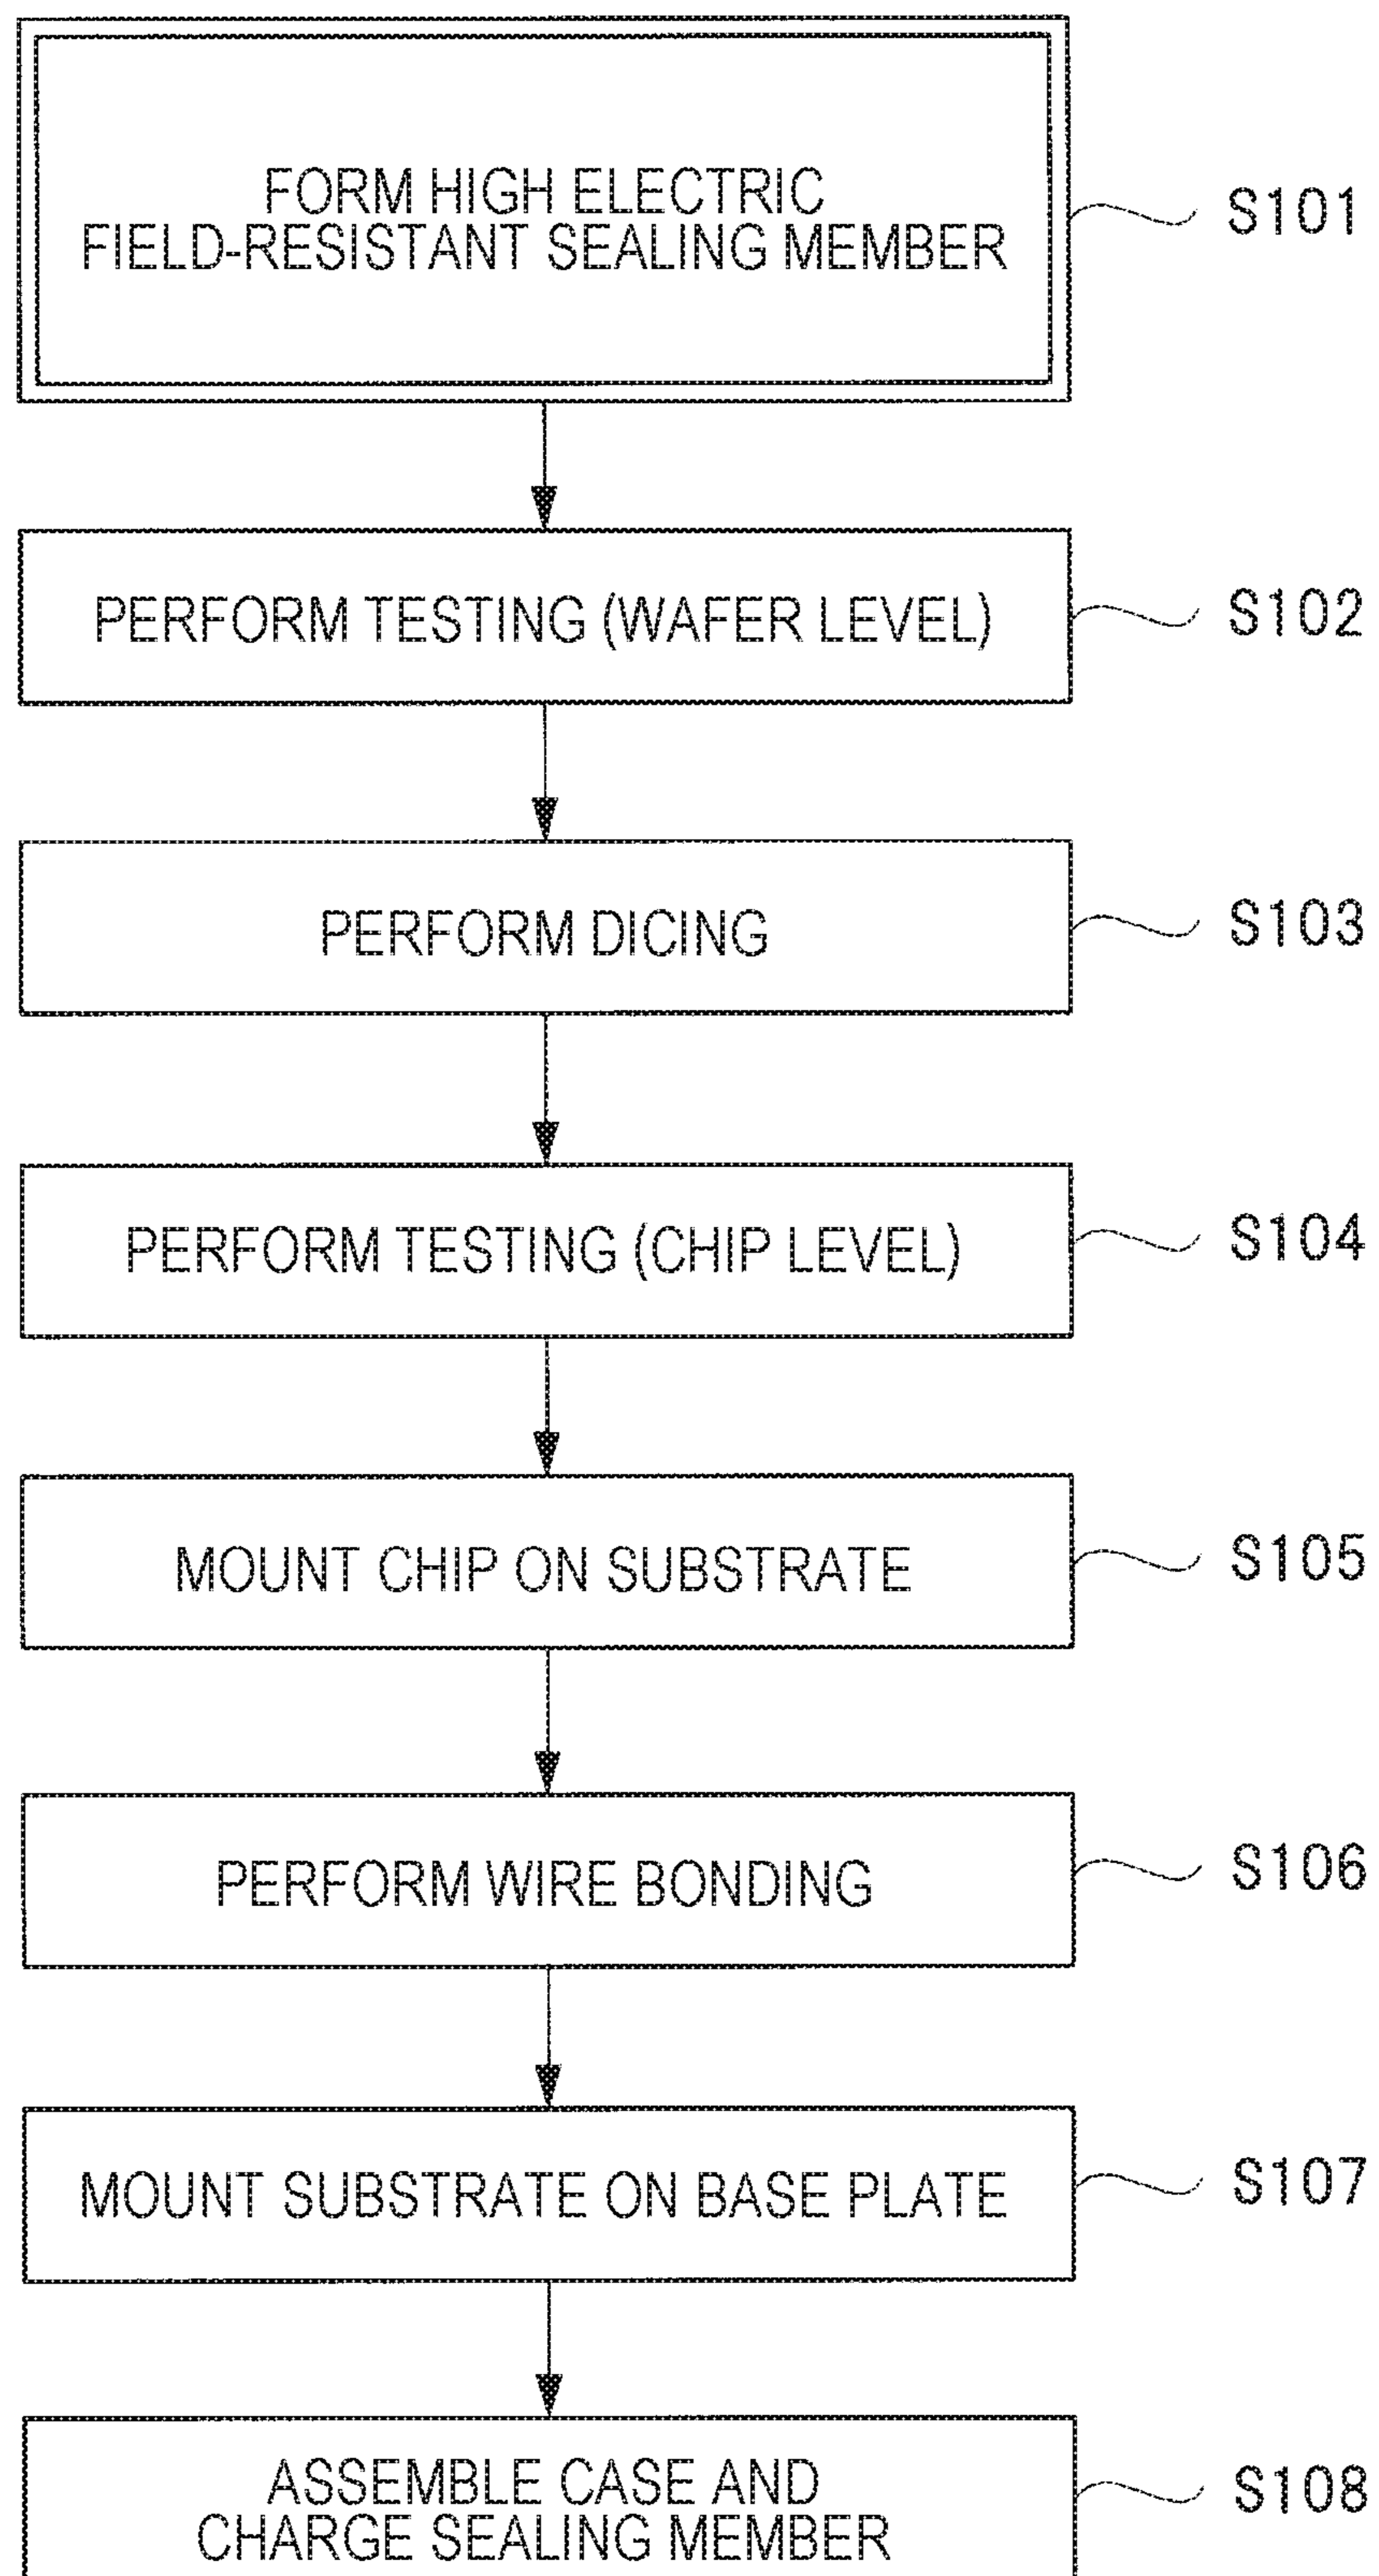 FORM HIGH ELECTRIC
FIELD-RESISTANT SEALING MEMBER
S101
PERFORM TESTING (WAFER LEVEL)
S102
PERFORM DICING
S103
PERFORM TESTING (CHIP LEVEL)
S104
MOUNT CHIP ON SUBSTRATE
S105
PERFORM WIRE BONDING
S106
MOUNT SUBSTRATE ON BASE PLATE
S107
ASSEMBLE CASE AND
CHARGE SEALING MEMBER
S108